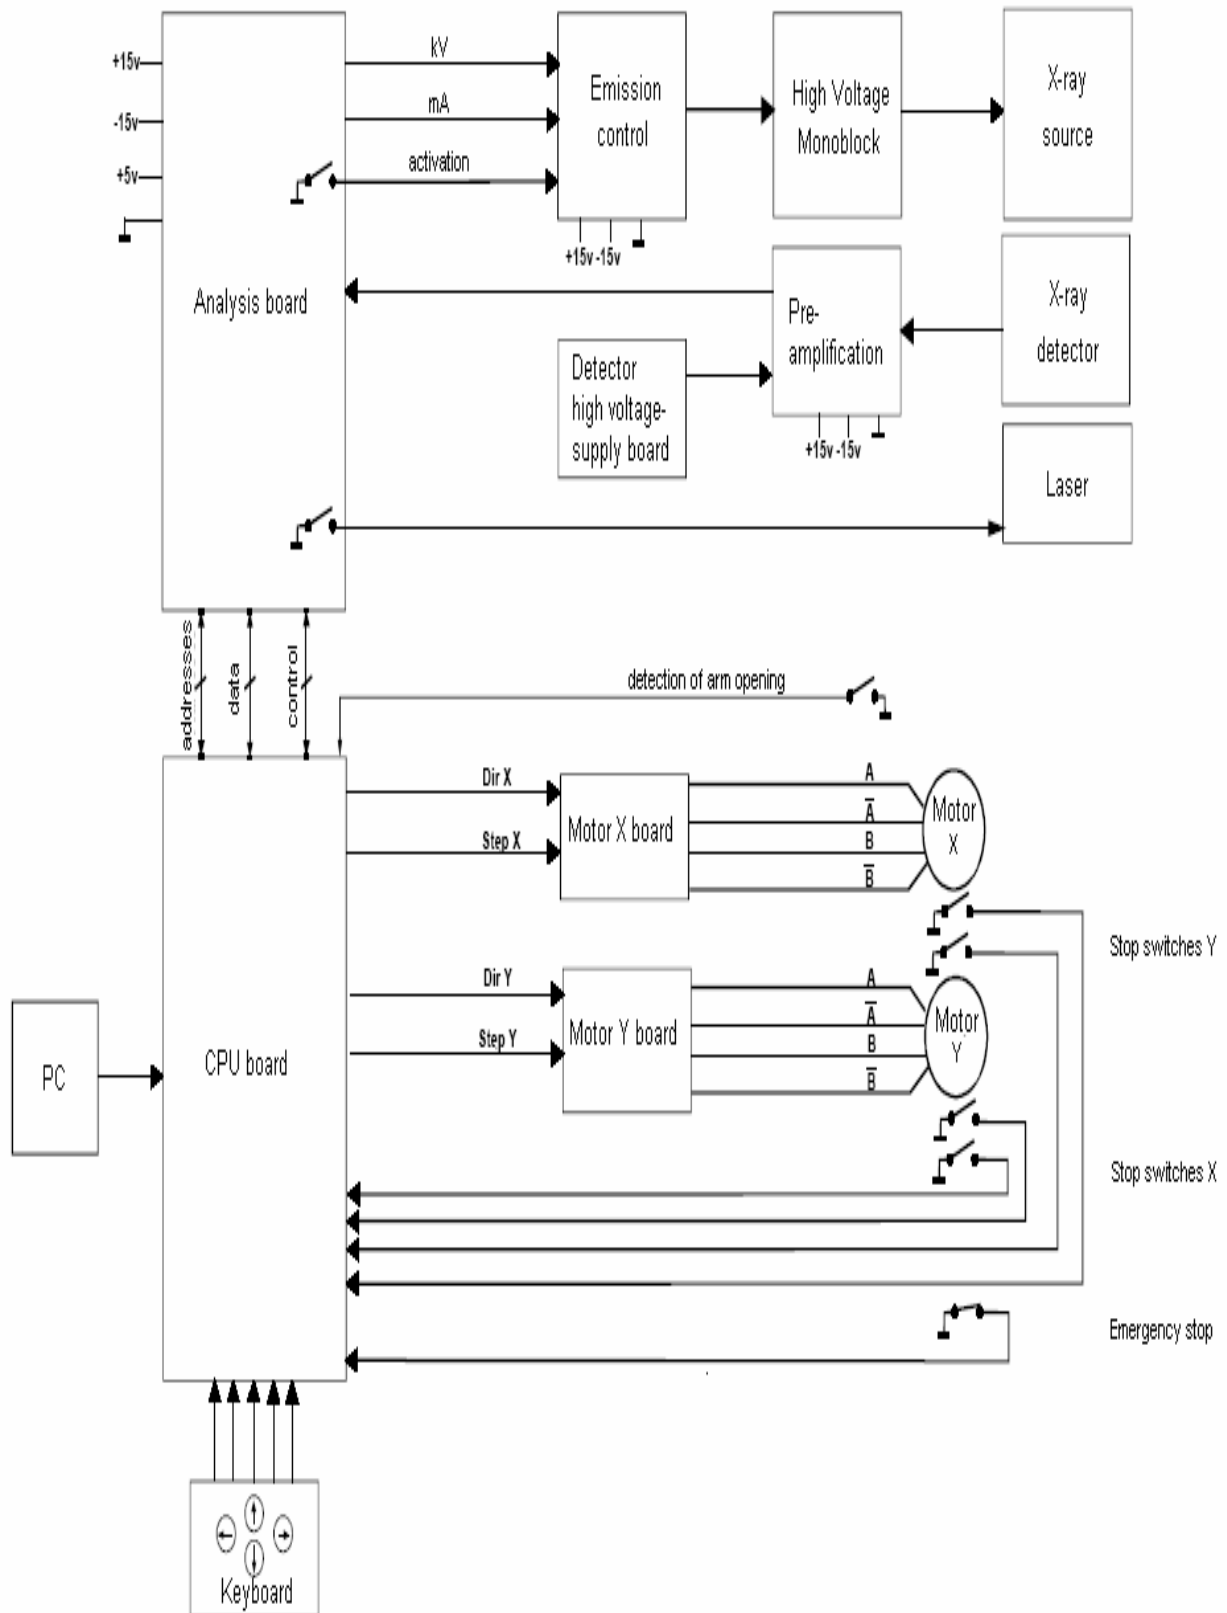 +15v
-15v
+5v
kV
mA
activation
Analysis board
Emission
control
+15v -15v
High Voltage
Monoblock
X-ray
source
Pre-
amplification
+15v -15v
X-ray
detector
Detector
high voltage-
supply board
Laser
addresses
data
control
detection of arm opening
Dir X
Step X
Motor X board
A
A̅
B
B̅
Motor
X
Stop switches Y
Dir Y
Step Y
Motor Y board
A
A̅
B
B̅
Motor
Y
PC
CPU board
Stop switches X
Emergency stop
Keyboard